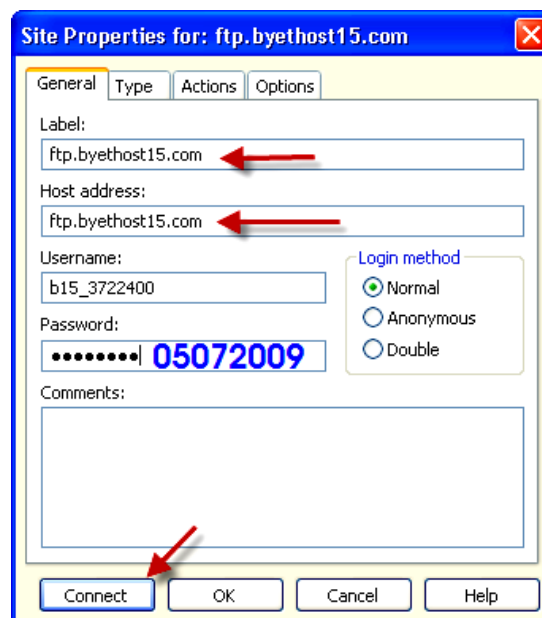 Site Properties for: ftp.byethost15.com
General Type Actions Options
Label:
ftp.byethost15.com
Host address:
ftp.byethost15.com
Username:
b15_3722400
Login method
Normal
Anonymous
Double
Password:
•••••••• 05072009
Comments:
Connect OK Cancel Help